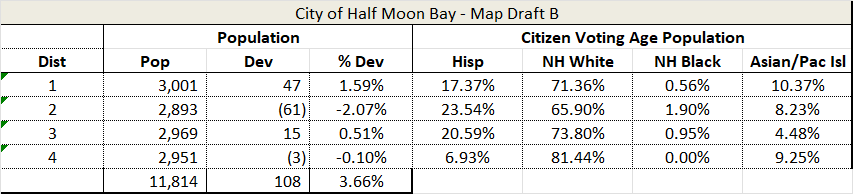 City of Half Moon Bay - Map Draft B
Population Citizen Voting Age Population
Dist Pop Dev % Dev Hisp NH White NH Black Asian/Pac Isl
1 3,001 47 1.59% 17.37% 71.36% 0.56% 10.37%
2 2,893 (61) -2.07% 23.54% 65.90% 1.90% 8.23%
3 2,969 15 0.51% 20.59% 73.80% 0.95% 4.48%
4 2,951 (3) -0.10% 6.93% 81.44% 0.00% 9.25%
11,814 108 3.66%